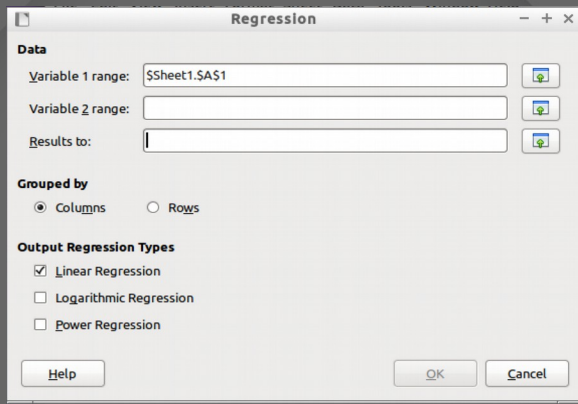 Regression
Data
Variable 1 range: $Sheet1.$A$1
Variable 2 range:
Results to:
Grouped by
Columns Rows
Output Regression Types
Linear Regression
Logarithmic Regression
Power Regression
Help OK Cancel